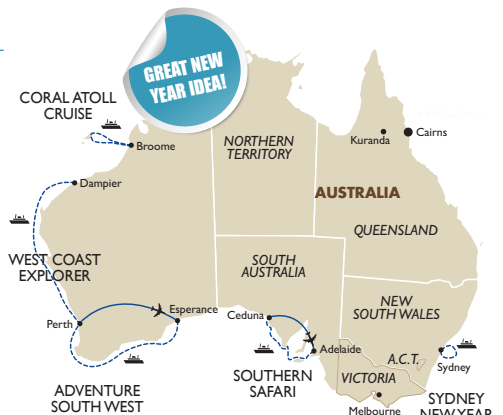 GREAT NEW
YEAR IDEA!
CORAL ATOLL
CRUISE
Broome
NORTHERN
TERRITORY
Kuranda
Cairns
Dampier
AUSTRALIA
QUEENSLAND
WEST COAST
EXPLORER
SOUTH
AUSTRALIA
Perth
Esperance
Ceduna
NEW
SOUTH WALES
Adelaide
A.C.T.
Sydney
ADVENTURE
SOUTH WEST
SOUTHERN
SAFARI
VICTORIA
Melbourne
SYDNEY
NEW YEAR